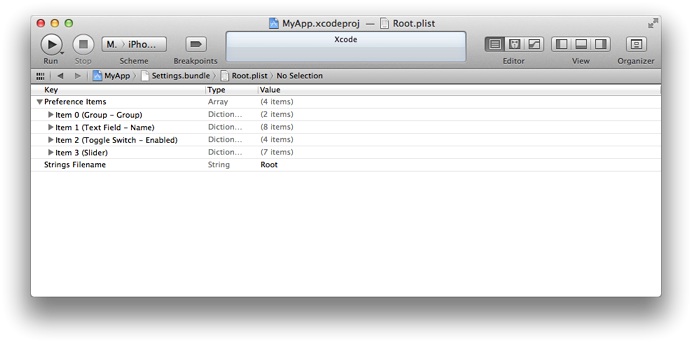 MyApp.xcodeproj — Root.plist
M. 〉 iPho...
Xcode
Run Stop Scheme Breakpoints Editor View Organizer
MyApp 〉 Settings.bundle 〉 Root.plist 〉 No Selection
Key Type Value
Preference Items Array (4 items)
Item 0 (Group – Group) Diction... (2 items)
Item 1 (Text Field – Name) Diction... (8 items)
Item 2 (Toggle Switch – Enabled) Diction... (4 items)
Item 3 (Slider) Diction... (7 items)
Strings Filename String Root